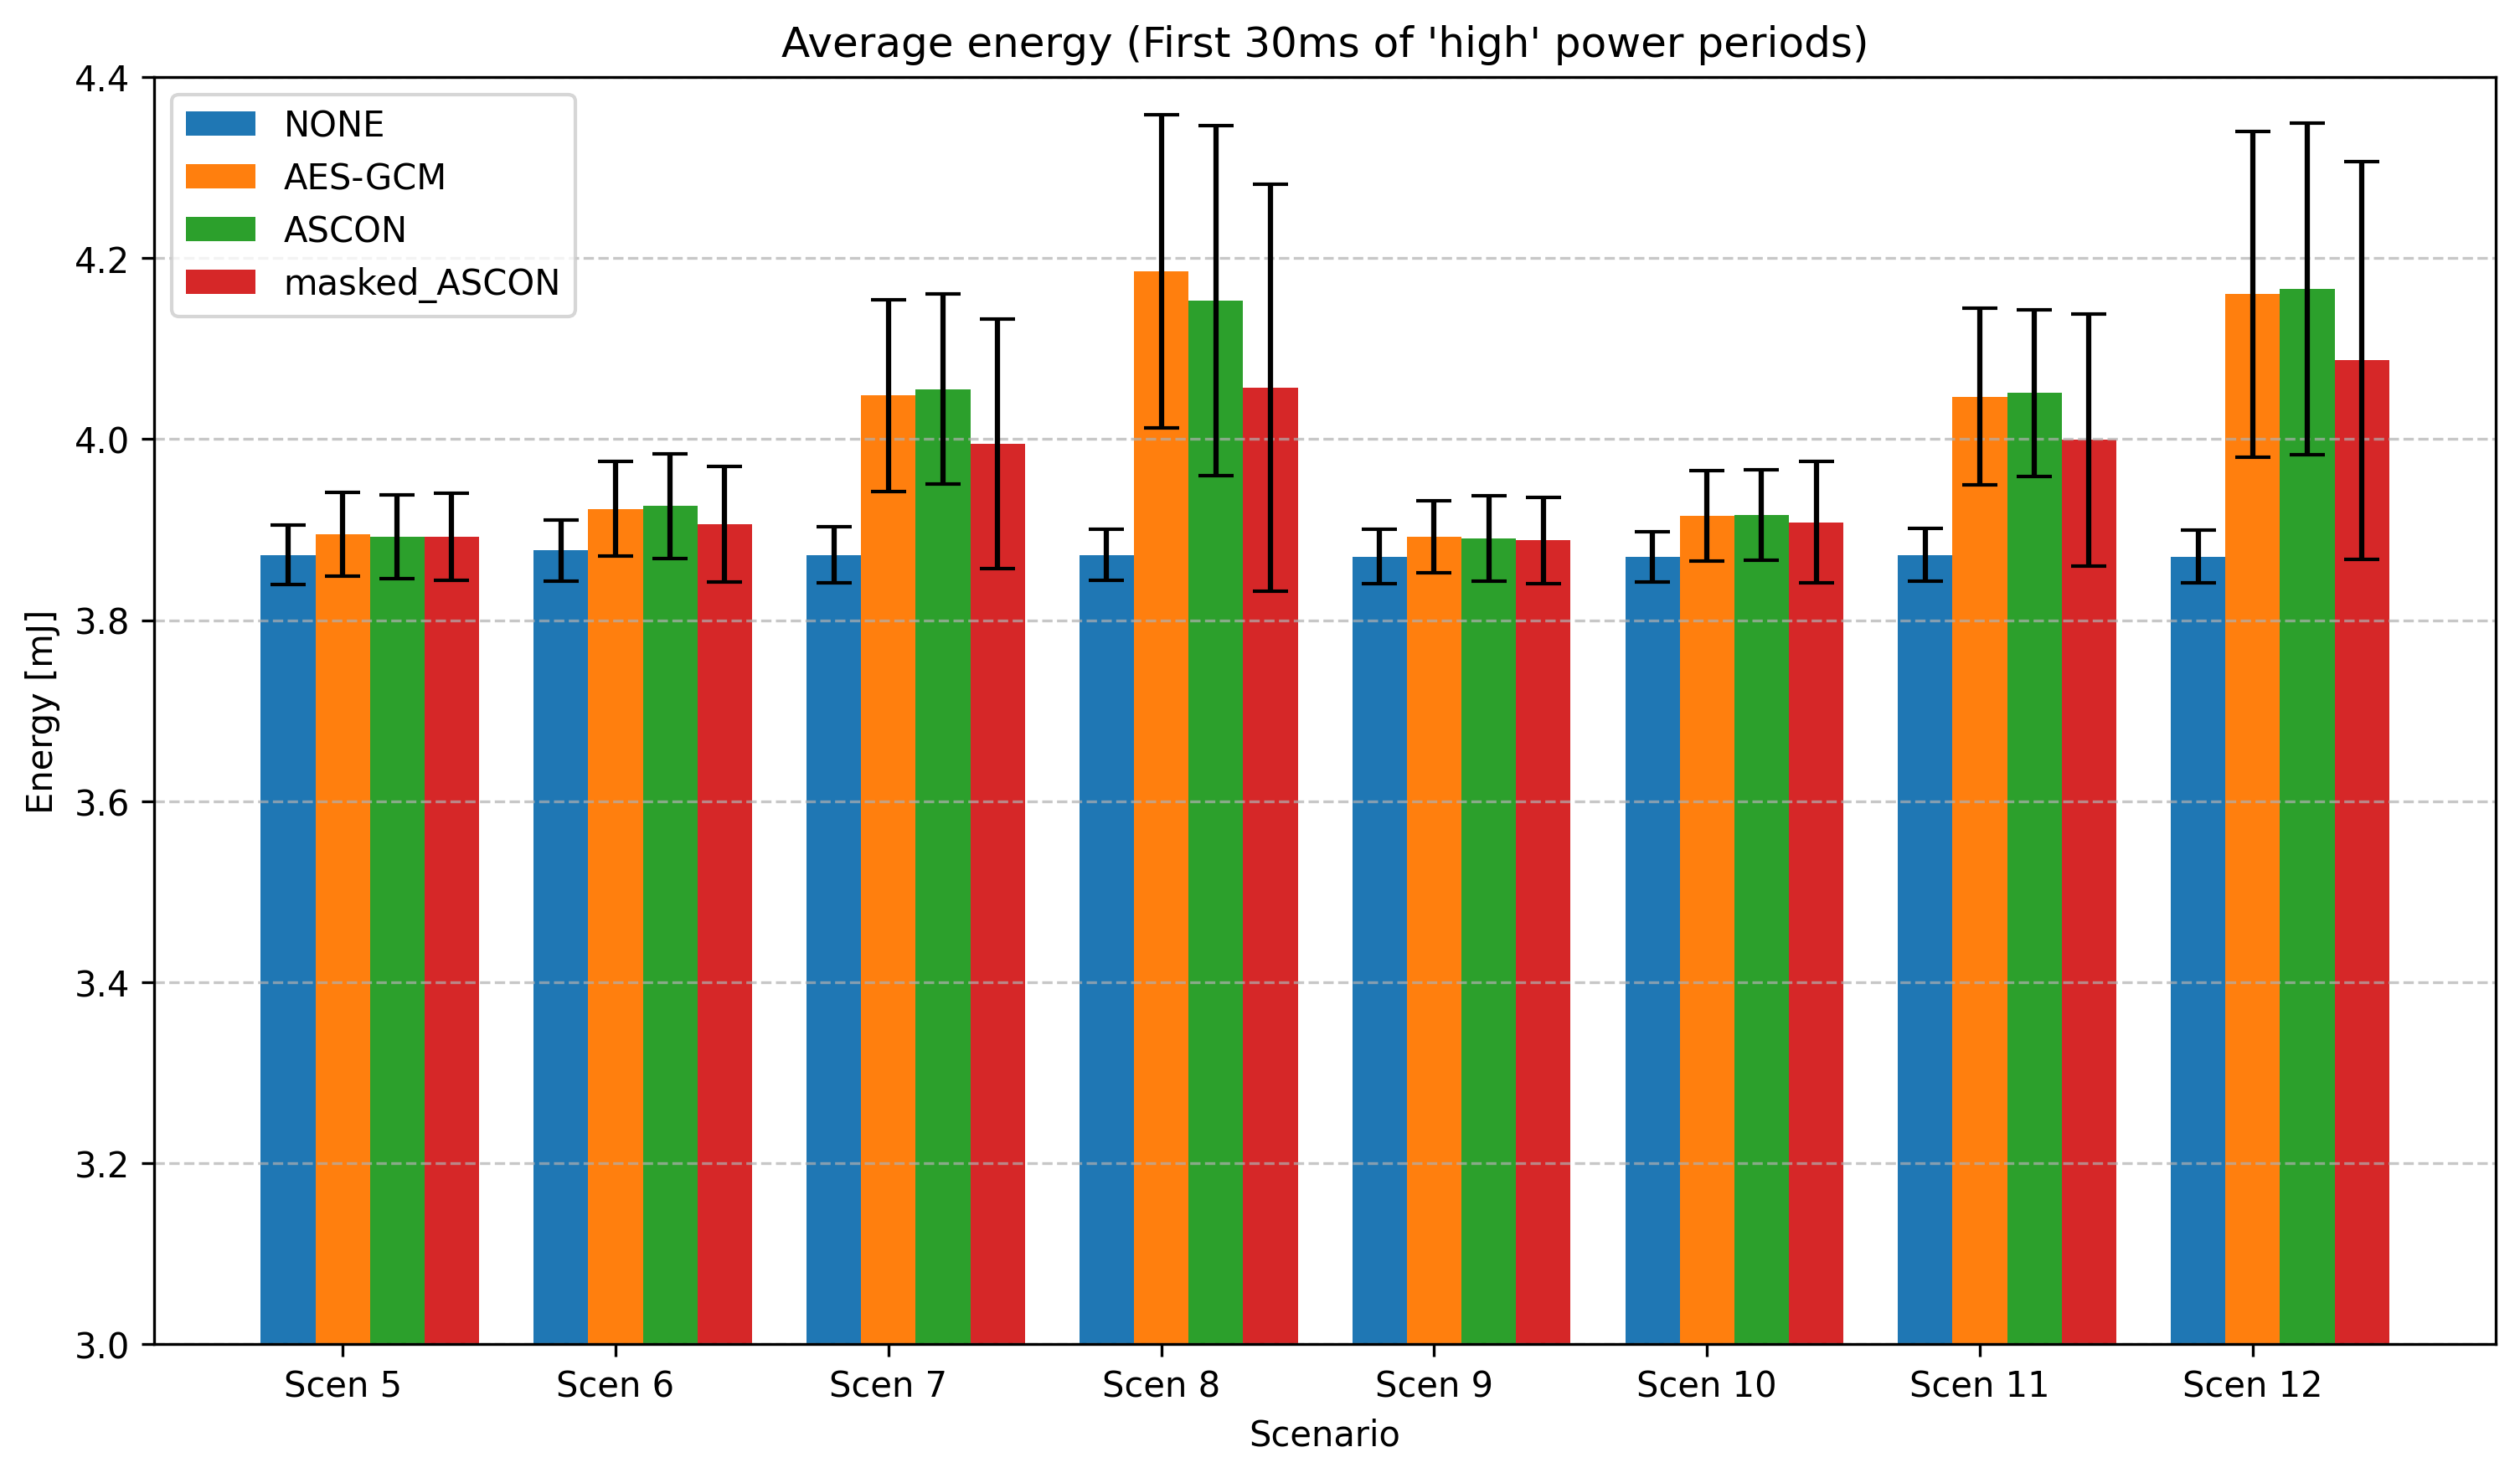 Average energy (First 30ms of 'high' power periods)
NONE
AES-GCM
ASCON
masked_ASCON
Energy [mJ]
4.4
4.2
4.0
3.8
3.6
3.4
3.2
3.0
Scen 5 Scen 6 Scen 7 Scen 8 Scen 9 Scen 10 Scen 11 Scen 12
Scenario